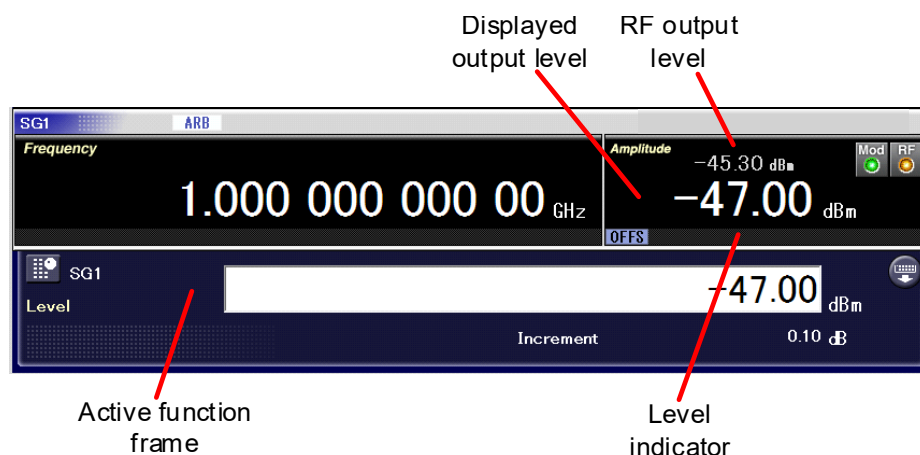 Displayed
output level
RF output
level
SG1 ARB
Frequency
1.000 000 000 00 GHz
Amplitude
-45.30 dBm
Mod RF
-47.00 dBm
OFFS
SG1
Level
-47.00 dBm
Increment 0.10 dB
Active function
frame
Level
indicator